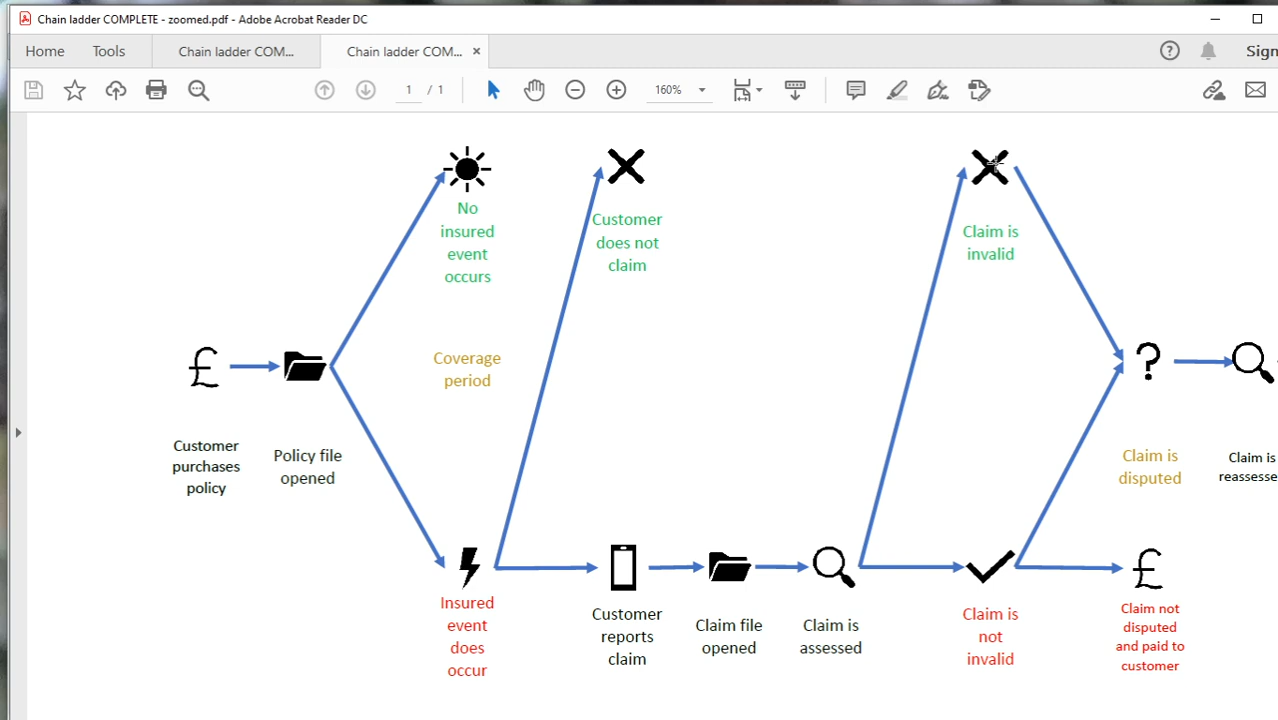 Chain ladder COMPLETE - zoomed.pdf - Adobe Acrobat Reader DC
Home
Tools
Chain ladder COM...
Chain ladder COM...
×
?
Sign
1 / 1
160%
No
insured
event
occurs
Customer
does not
claim
Claim is
invalid
£
Coverage
period
?
Customer
purchases
policy
Policy file
opened
Claim is
disputed
Claim is
reassesse
£
Insured
event
does
occur
Customer
reports
claim
Claim file
opened
Claim is
assessed
Claim is
not
invalid
Claim not
disputed
and paid to
customer